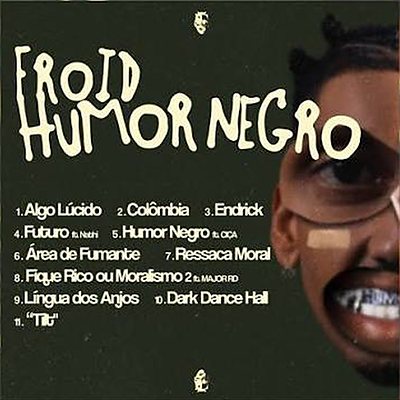 FROID
HUMOR NEGRO
1. Algo Lúcido 2. Colômbia 3. Endrick
4. Futuro ft. Nathi 5. Humor Negro ft. CIÇA
6. Área de Fumante 7. Ressaca Moral
8. Fique Rico ou Moralismo 2 ft. MAJOR RD
9. Língua dos Anjos 10. Dark Dance Hall
11. "Tilt"